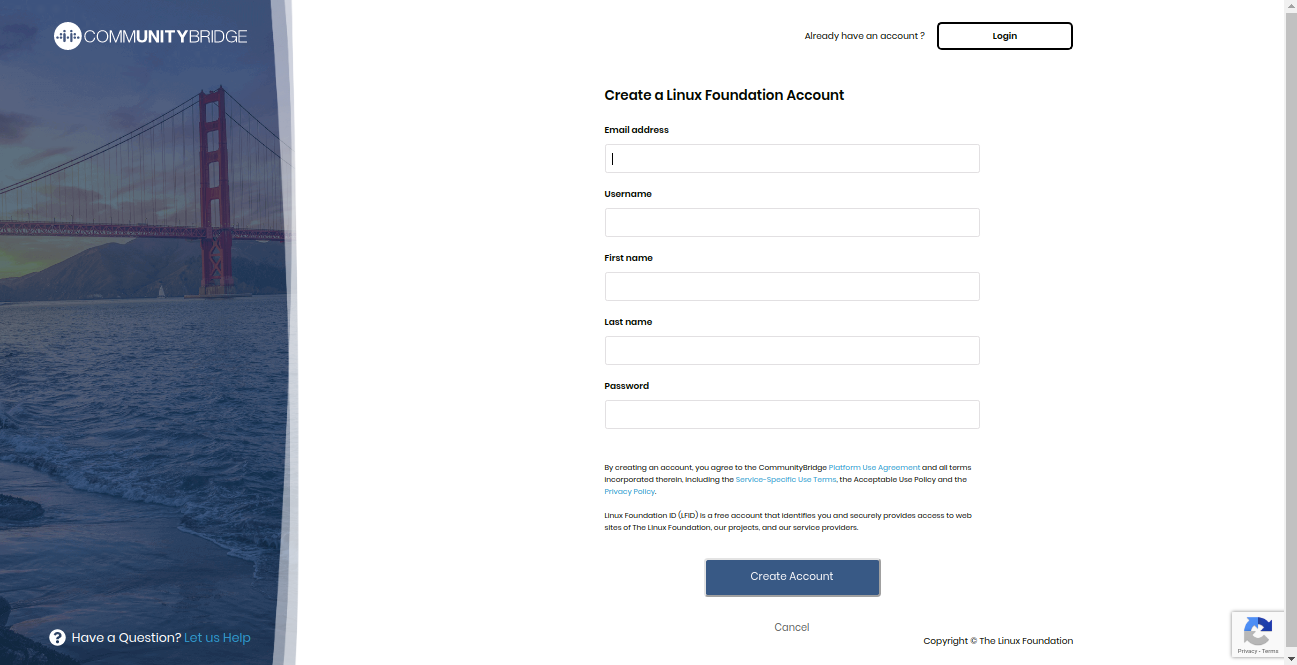 COMMUNITYBRIDGE
Already have an account ?
Login
Create a Linux Foundation Account
Email address
Username
First name
Last name
Password
By creating an account, you agree to the CommunityBridge Platform Use Agreement and all terms
incorporated therein, including the Service-Specific Use Terms, the Acceptable Use Policy and the
Privacy Policy.
Linux Foundation ID (LFID) is a free account that identifies you and securely provides access to web
sites of The Linux Foundation, our projects, and our service providers.
Create Account
Cancel
? Have a Question? Let us Help
Copyright © The Linux Foundation
Privacy - Terms